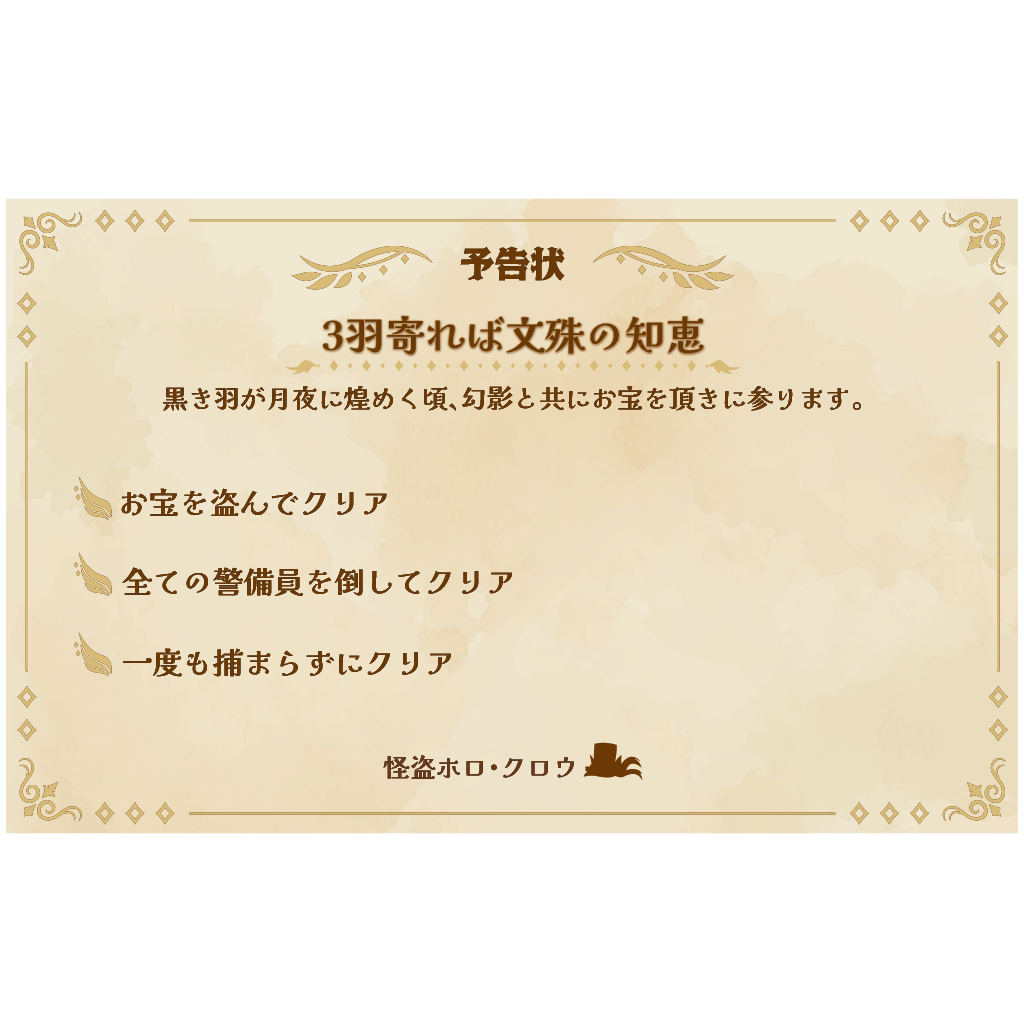 予告状
3羽寄れば文殊の知恵
黒き羽が月夜に煌めく頃、幻影と共にお宝を頂きに参ります。
お宝を盗んでクリア
全ての警備員を倒してクリア
一度も捕まらずにクリア
怪盗ホロ・クロウ